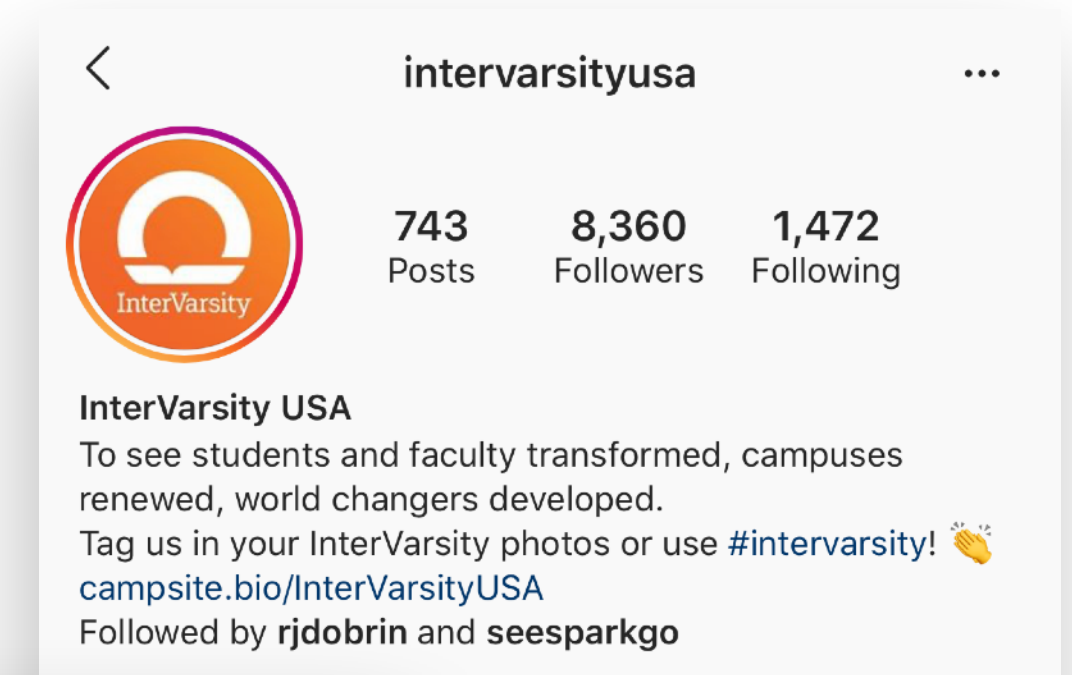 intervarsityusa
InterVarsity
743
Posts
8,360
Followers
1,472
Following
InterVarsity USA
To see students and faculty transformed, campuses
renewed, world changers developed.
Tag us in your InterVarsity photos or use #intervarsity! 👏
campsite.bio/InterVarsityUSA
Followed by rjdobrin and seesparkgo